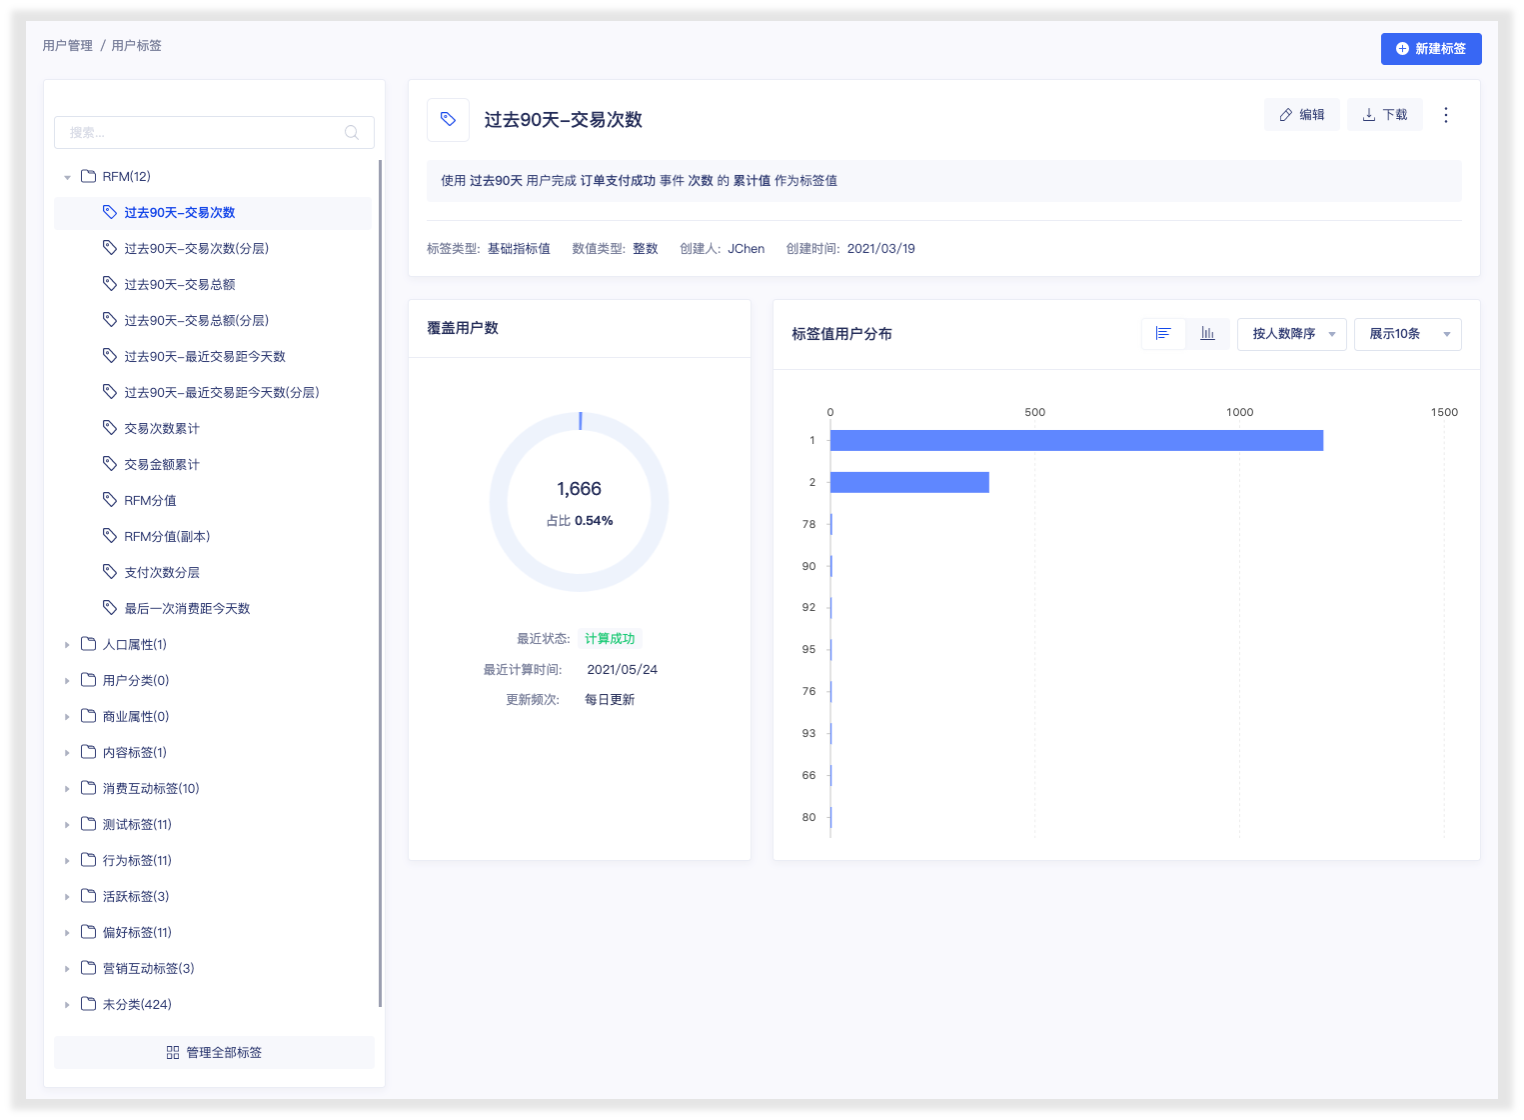 用户管理 / 用户标签
新建标签
搜索...
RFM(12)
过去90天-交易次数
过去90天-交易次数(分层)
过去90天-交易总额
过去90天-交易总额(分层)
过去90天-最近交易距今天数
过去90天-最近交易距今天数(分层)
交易次数累计
交易金额累计
RFM分值
RFM分值(副本)
支付次数分层
最后一次消费距今天数
人口属性(1)
用户分类(0)
商业属性(0)
内容标签(1)
消费互动标签(10)
测试标签(11)
行为标签(11)
活跃标签(3)
偏好标签(11)
营销互动标签(3)
未分类(424)
管理全部标签
过去90天-交易次数
编辑 下载
使用 过去90天 用户完成 订单支付成功 事件 次数 的 累计值 作为标签值
标签类型: 基础指标值 数值类型: 整数 创建人: JChen 创建时间: 2021/03/19
覆盖用户数
1,666
占比 0.54%
最近状态: 计算成功
最近计算时间: 2021/05/24
更新频次: 每日更新
标签值用户分布 按人数降序 展示10条
0 500 1000 1500
1
2
78
90
92
95
76
93
66
80